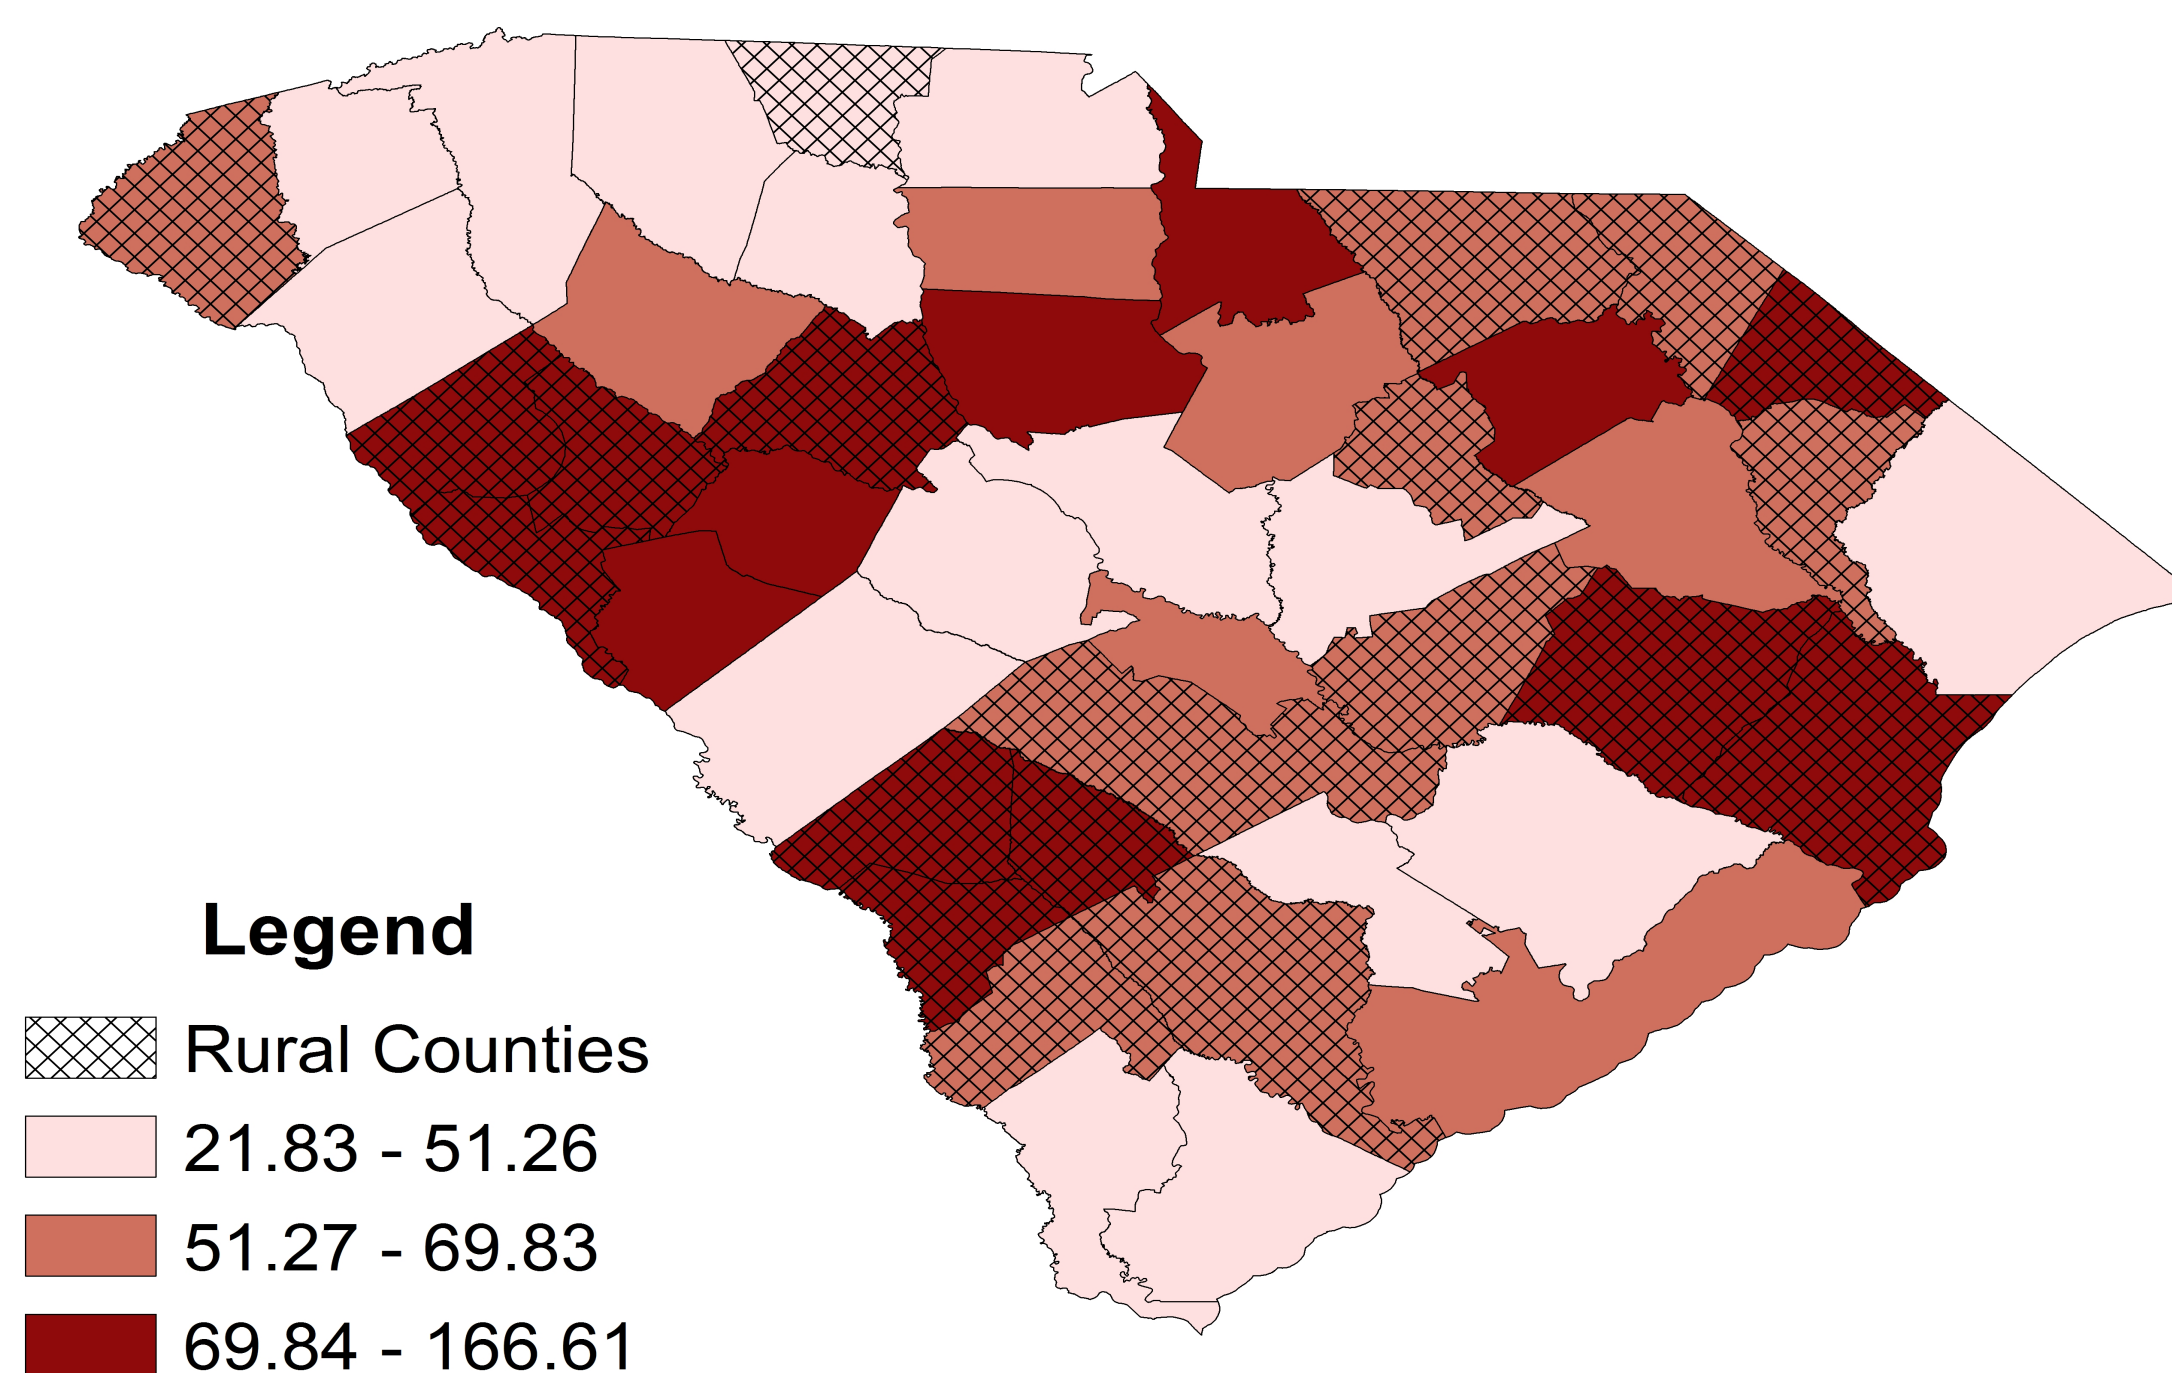 Legend
Rural Counties
21.83 - 51.26
51.27 - 69.83
69.84 - 166.61